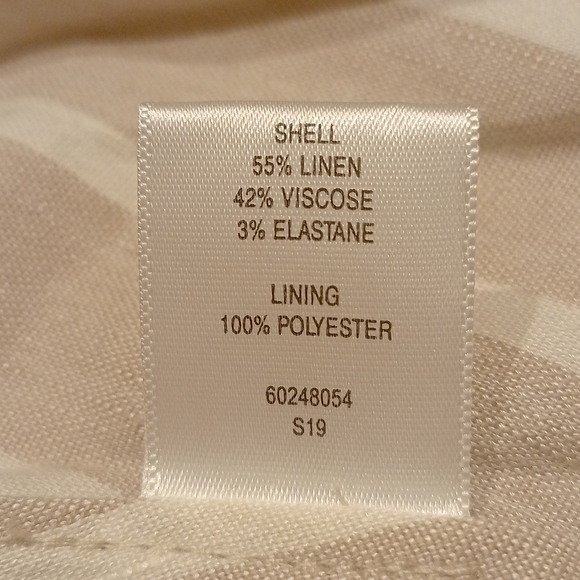 SHELL
55% LINEN
42% VISCOSE
3% ELASTANE
LINING
100% POLYESTER
60248054
S19